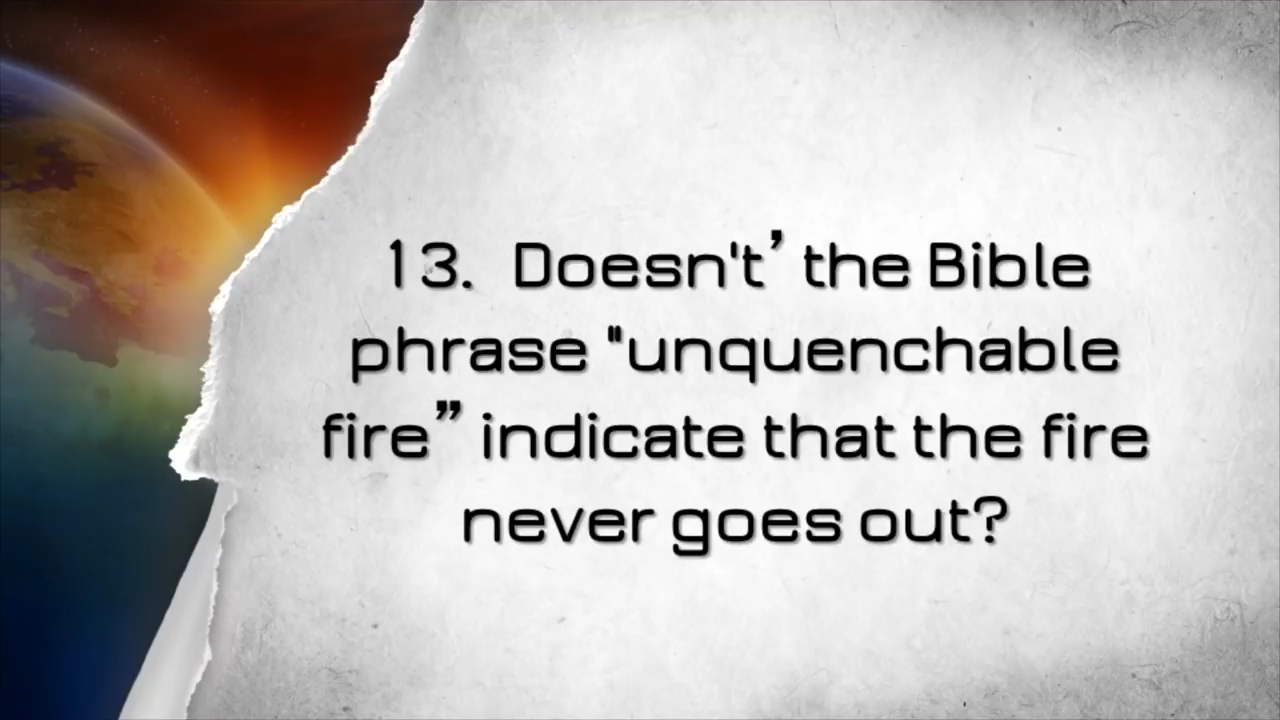 13. Doesn't’ the Bible
phrase "unquenchable
fire” indicate that the fire
never goes out?